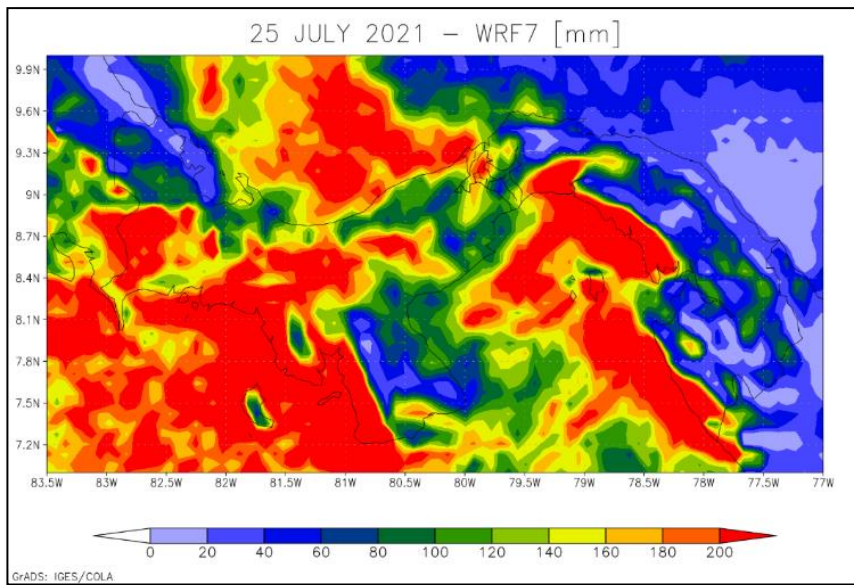 25 JULY 2021 – WRF7 [mm]
9.9N
9.6N
9.3N
9N
8.7N
8.4N
8.1N
7.8N
7.5N
7.2N
83.5W 83W 82.5W 82W 81.5W 81W 80.5W 80W 79.5W 79W 78.5W 78W 77.5W 77W
0 20 40 60 80 100 120 140 160 180 200
GrADS: IGES/COLA